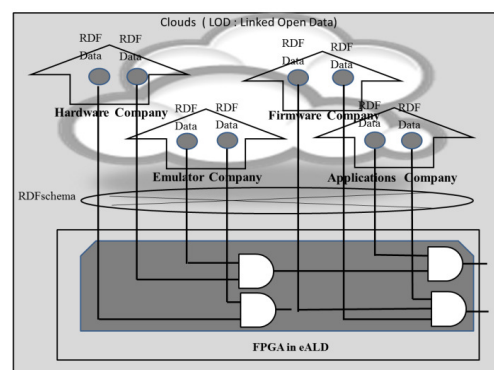 Clouds ( LOD : Linked Open Data)
RDF RDF
Data Data
RDF RDF
Data Data
Hardware Company
Firmware Company
RDF RDF
Data Data
RDF RDF
Data Data
Emulator Company
Applications Company
RDFschema
FPGA in eALD